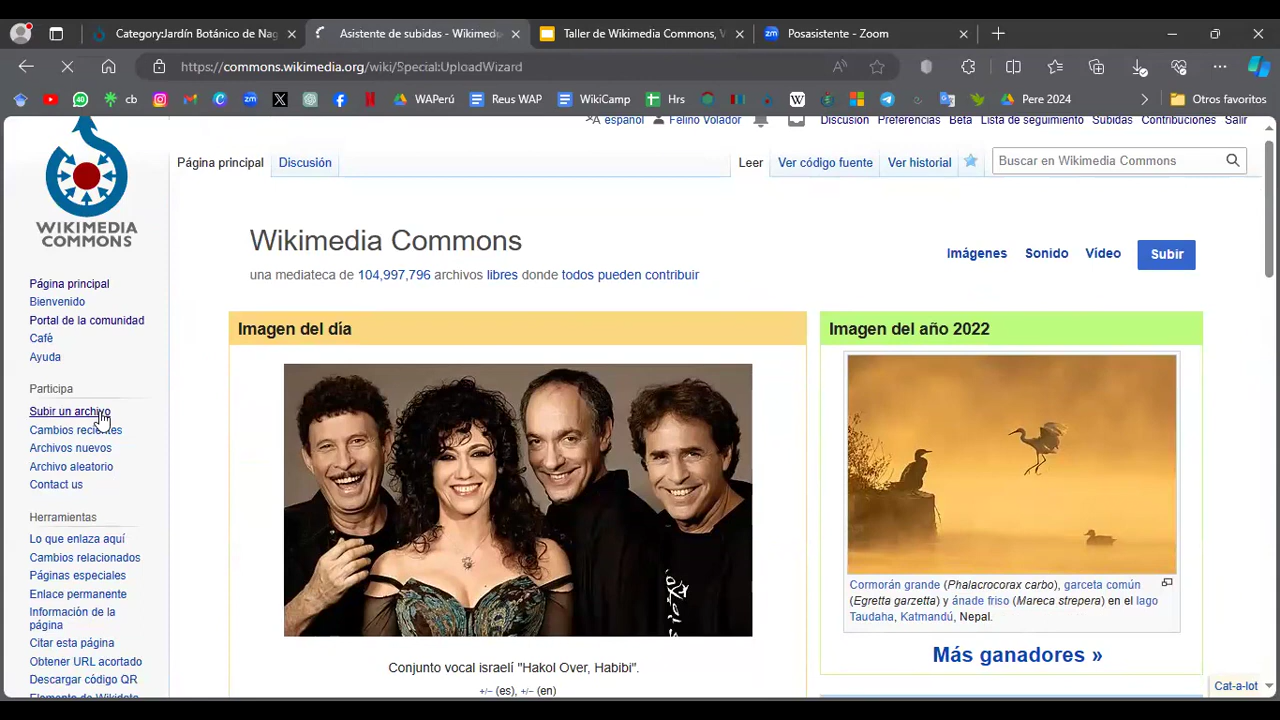 CategoryːJardín Botánico de Nag
Asistente de subidas - Wikimed
Taller de Wikimedia Commons, V
Posasistente - Zoom
https://commons.wikimedia.org/wiki/Special:UploadWizard
cb
WAPerú
Reus WAP
WikiCamp
Hrs
Pere 2024
Otros favoritos
español
Felino Volador
Discusión
Preferencias
Beta
Lista de seguimiento
Subidas
Contribuciones
Salir
Página principal
Discusión
Leer
Ver código fuente
Ver historial
Buscar en Wikimedia Commons
WIKIMEDIA
COMMONS
Wikimedia Commons
una mediateca de 104,997,796 archivos libres donde todos pueden contribuir
Imágenes
Sonido
Vídeo
Subir
Página principal
Bienvenido
Portal de la comunidad
Café
Ayuda
Participa
Subir un archivo
Cambios recientes
Archivos nuevos
Archivo aleatorio
Contact us
Herramientas
Lo que enlaza aquí
Cambios relacionados
Páginas especiales
Enlace permanente
Información de la
página
Citar esta página
Obtener URL acortado
Descargar código QR
Elemento de Wikidata
Imagen del día
Conjunto vocal israelí "Hakol Over, Habibi".
+/− (es), +/− (en)
Imagen del año 2022
Cormorán grande (Phalacrocorax carbo), garceta común
(Egretta garzetta) y ánade friso (Mareca strepera) en el lago
Taudaha, Katmandú, Nepal.
Más ganadores »
Cat-a-lot